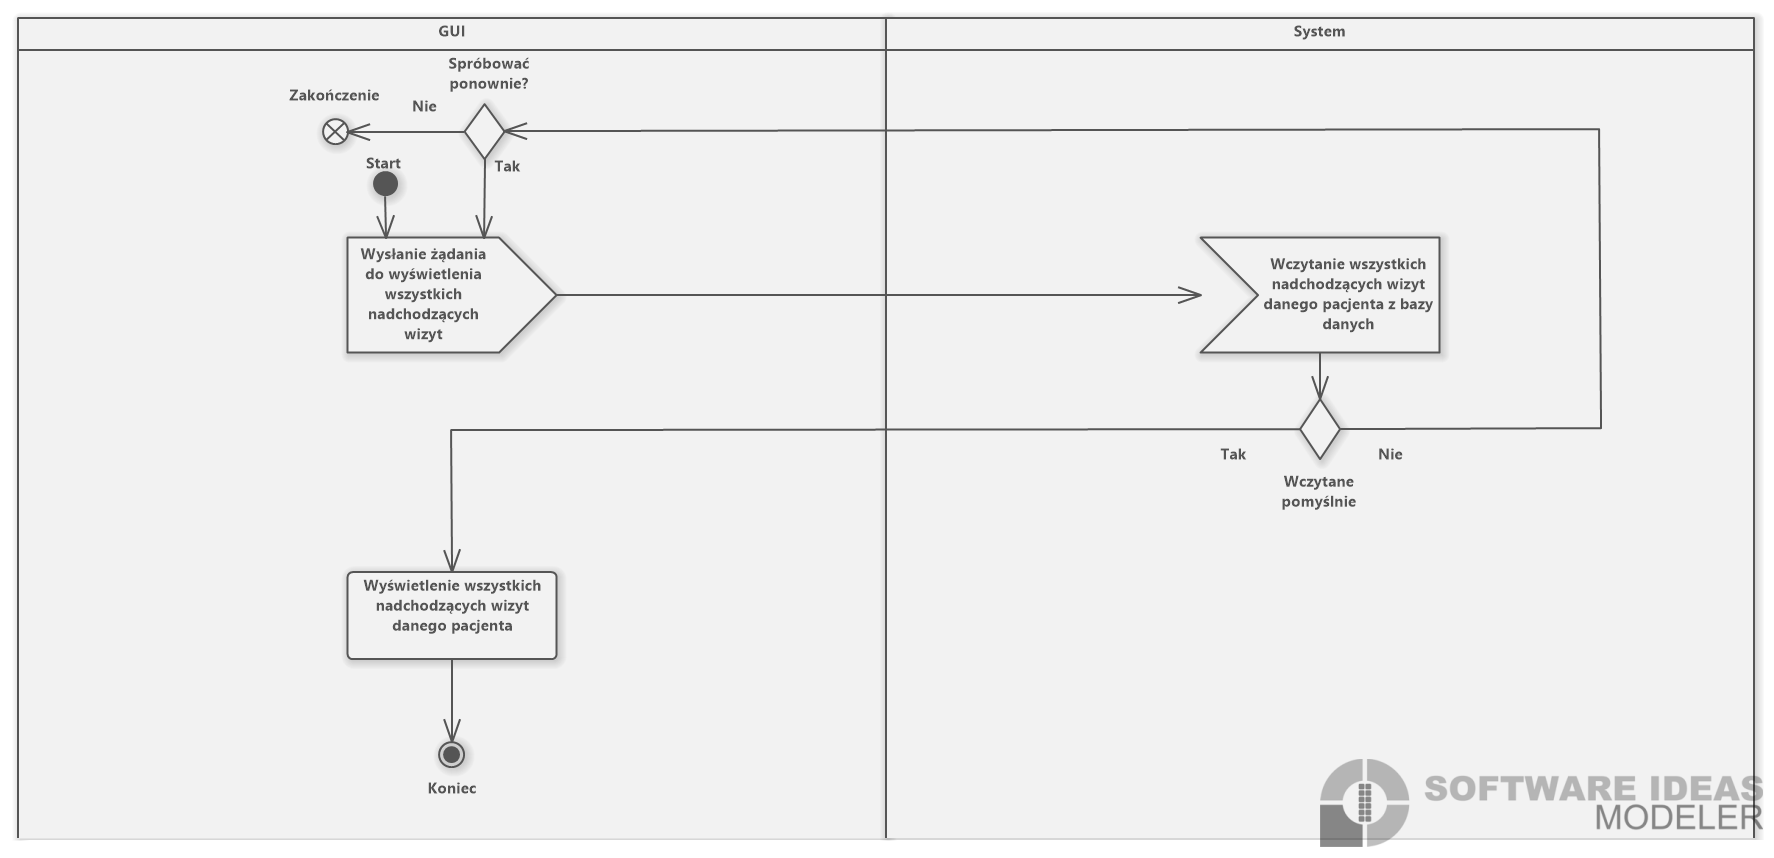 GUI
System
Spróbować
ponownie?
Zakończenie
Nie
Start
Tak
Wysłanie żądania
do wyświetlenia
wszystkich
nadchodzących
wizyt
Wczytanie wszystkich
nadchodzących wizyt
danego pacjenta z bazy
danych
Tak
Nie
Wczytane
pomyślnie
Wyświetlenie wszystkich
nadchodzących wizyt
danego pacjenta
Koniec
SOFTWARE IDEAS
MODELER